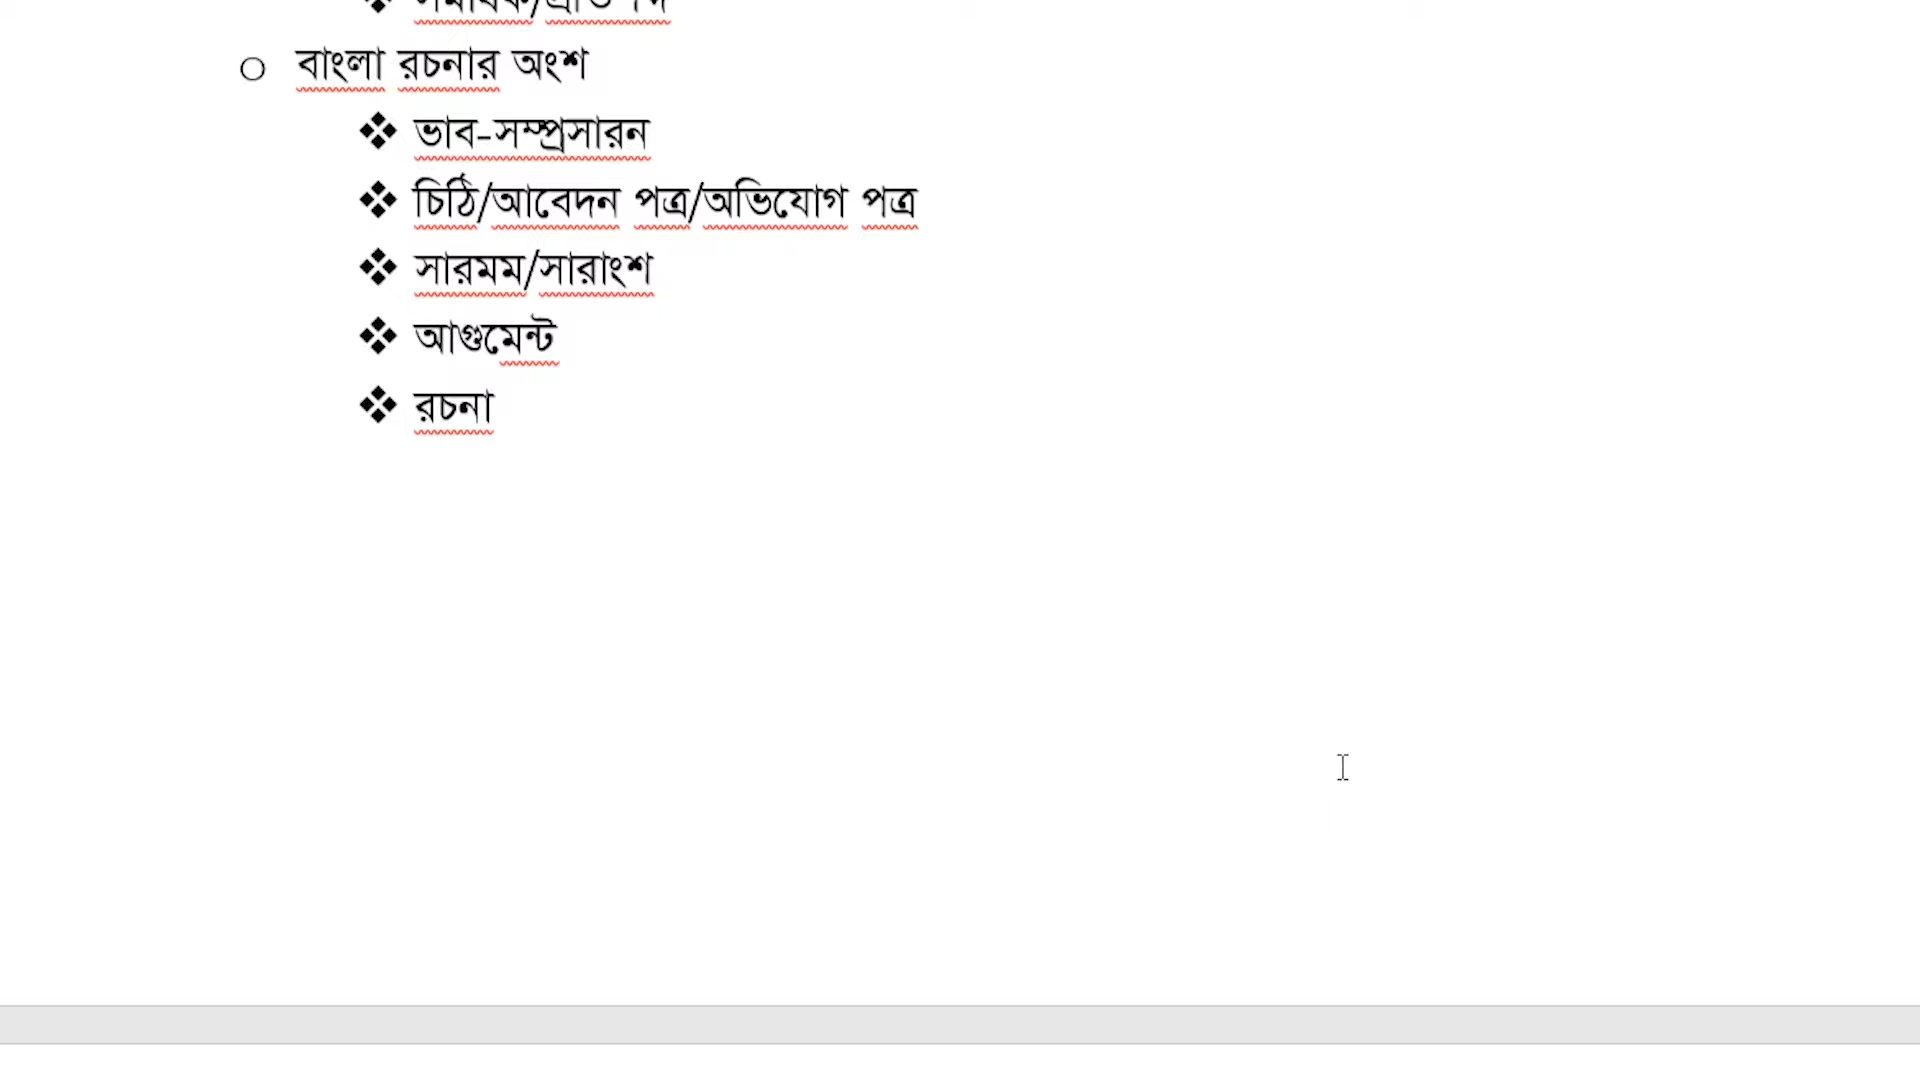 বাংলা রচনার অংশ
ভাব-সম্প্রসারন
চিঠি/আবেদন পত্র/অভিযোগ পত্র
সারমম/সারাংশ
আগুমেন্ট
রচনা